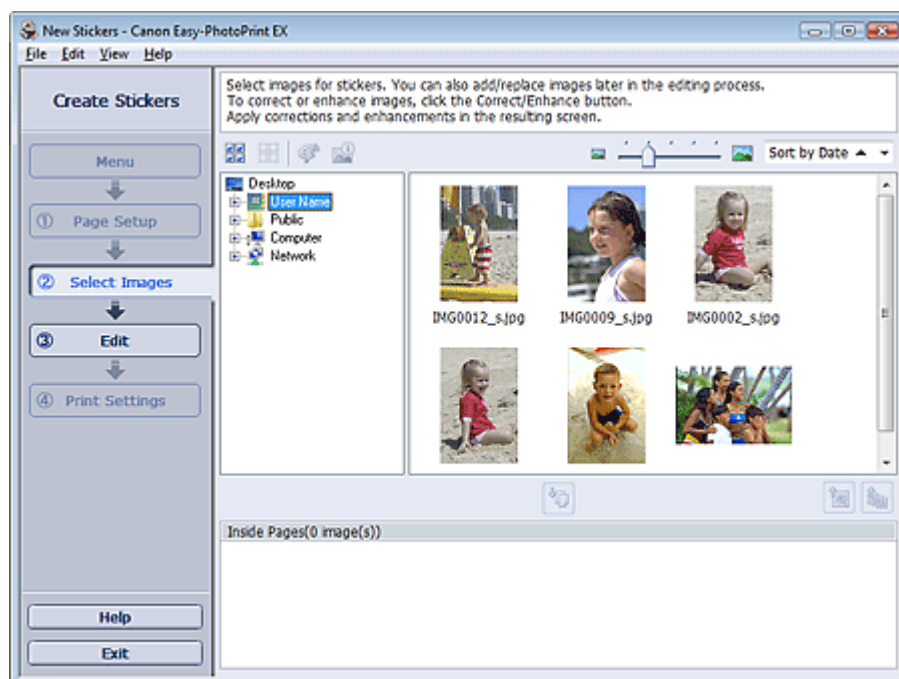 New Stickers - Canon Easy-PhotoPrint EX
File Edit View Help
Create Stickers
Select images for stickers. You can also add/replace images later in the editing process.
To correct or enhance images, click the Correct/Enhance button.
Apply corrections and enhancements in the resulting screen.
Menu
① Page Setup
② Select Images
③ Edit
④ Print Settings
Sort by Date
Desktop
User Name
Public
Computer
Network
IMG0012_s.jpg IMG0009_s.jpg IMG0002_s.jpg
Inside Pages(0 image(s))
Help
Exit